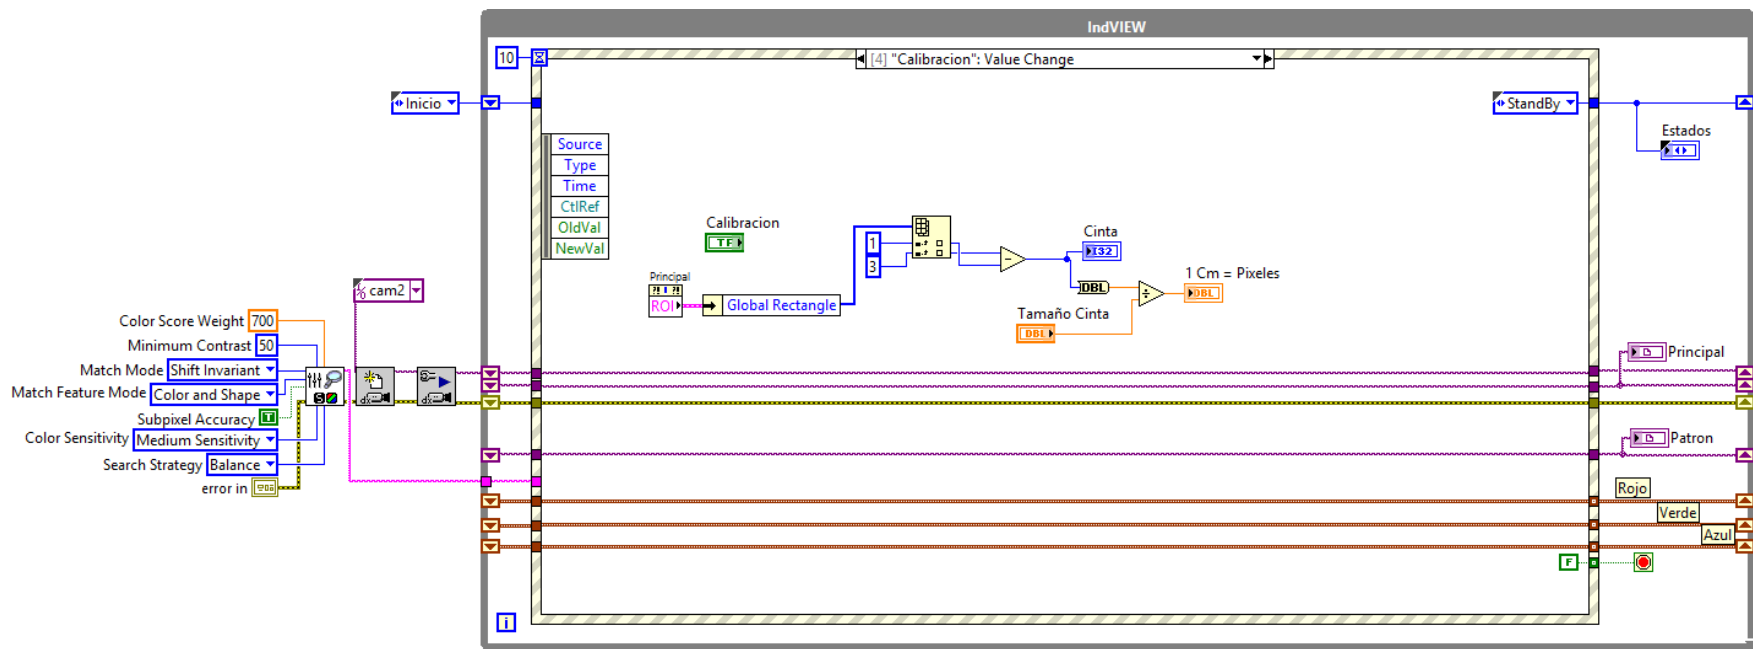 IndVIEW
10
[4] "Calibracion": Value Change
Inicio
StandBy
Estados
Source
Type
Time
CtlRef
OldVal
NewVal
Calibracion
TF
1
3
Cinta
I32
Principal
ROI
Global Rectangle
DBL
1 Cm = Pixeles
DBL
Tamaño Cinta
DBL
cam2
Color Score Weight 700
Minimum Contrast 50
Match Mode Shift Invariant
Match Feature Mode Color and Shape
Subpixel Accuracy T
Color Sensitivity Medium Sensitivity
Search Strategy Balance
error in
S
dx
dx
Principal
Patron
Rojo
Verde
Azul
F
i